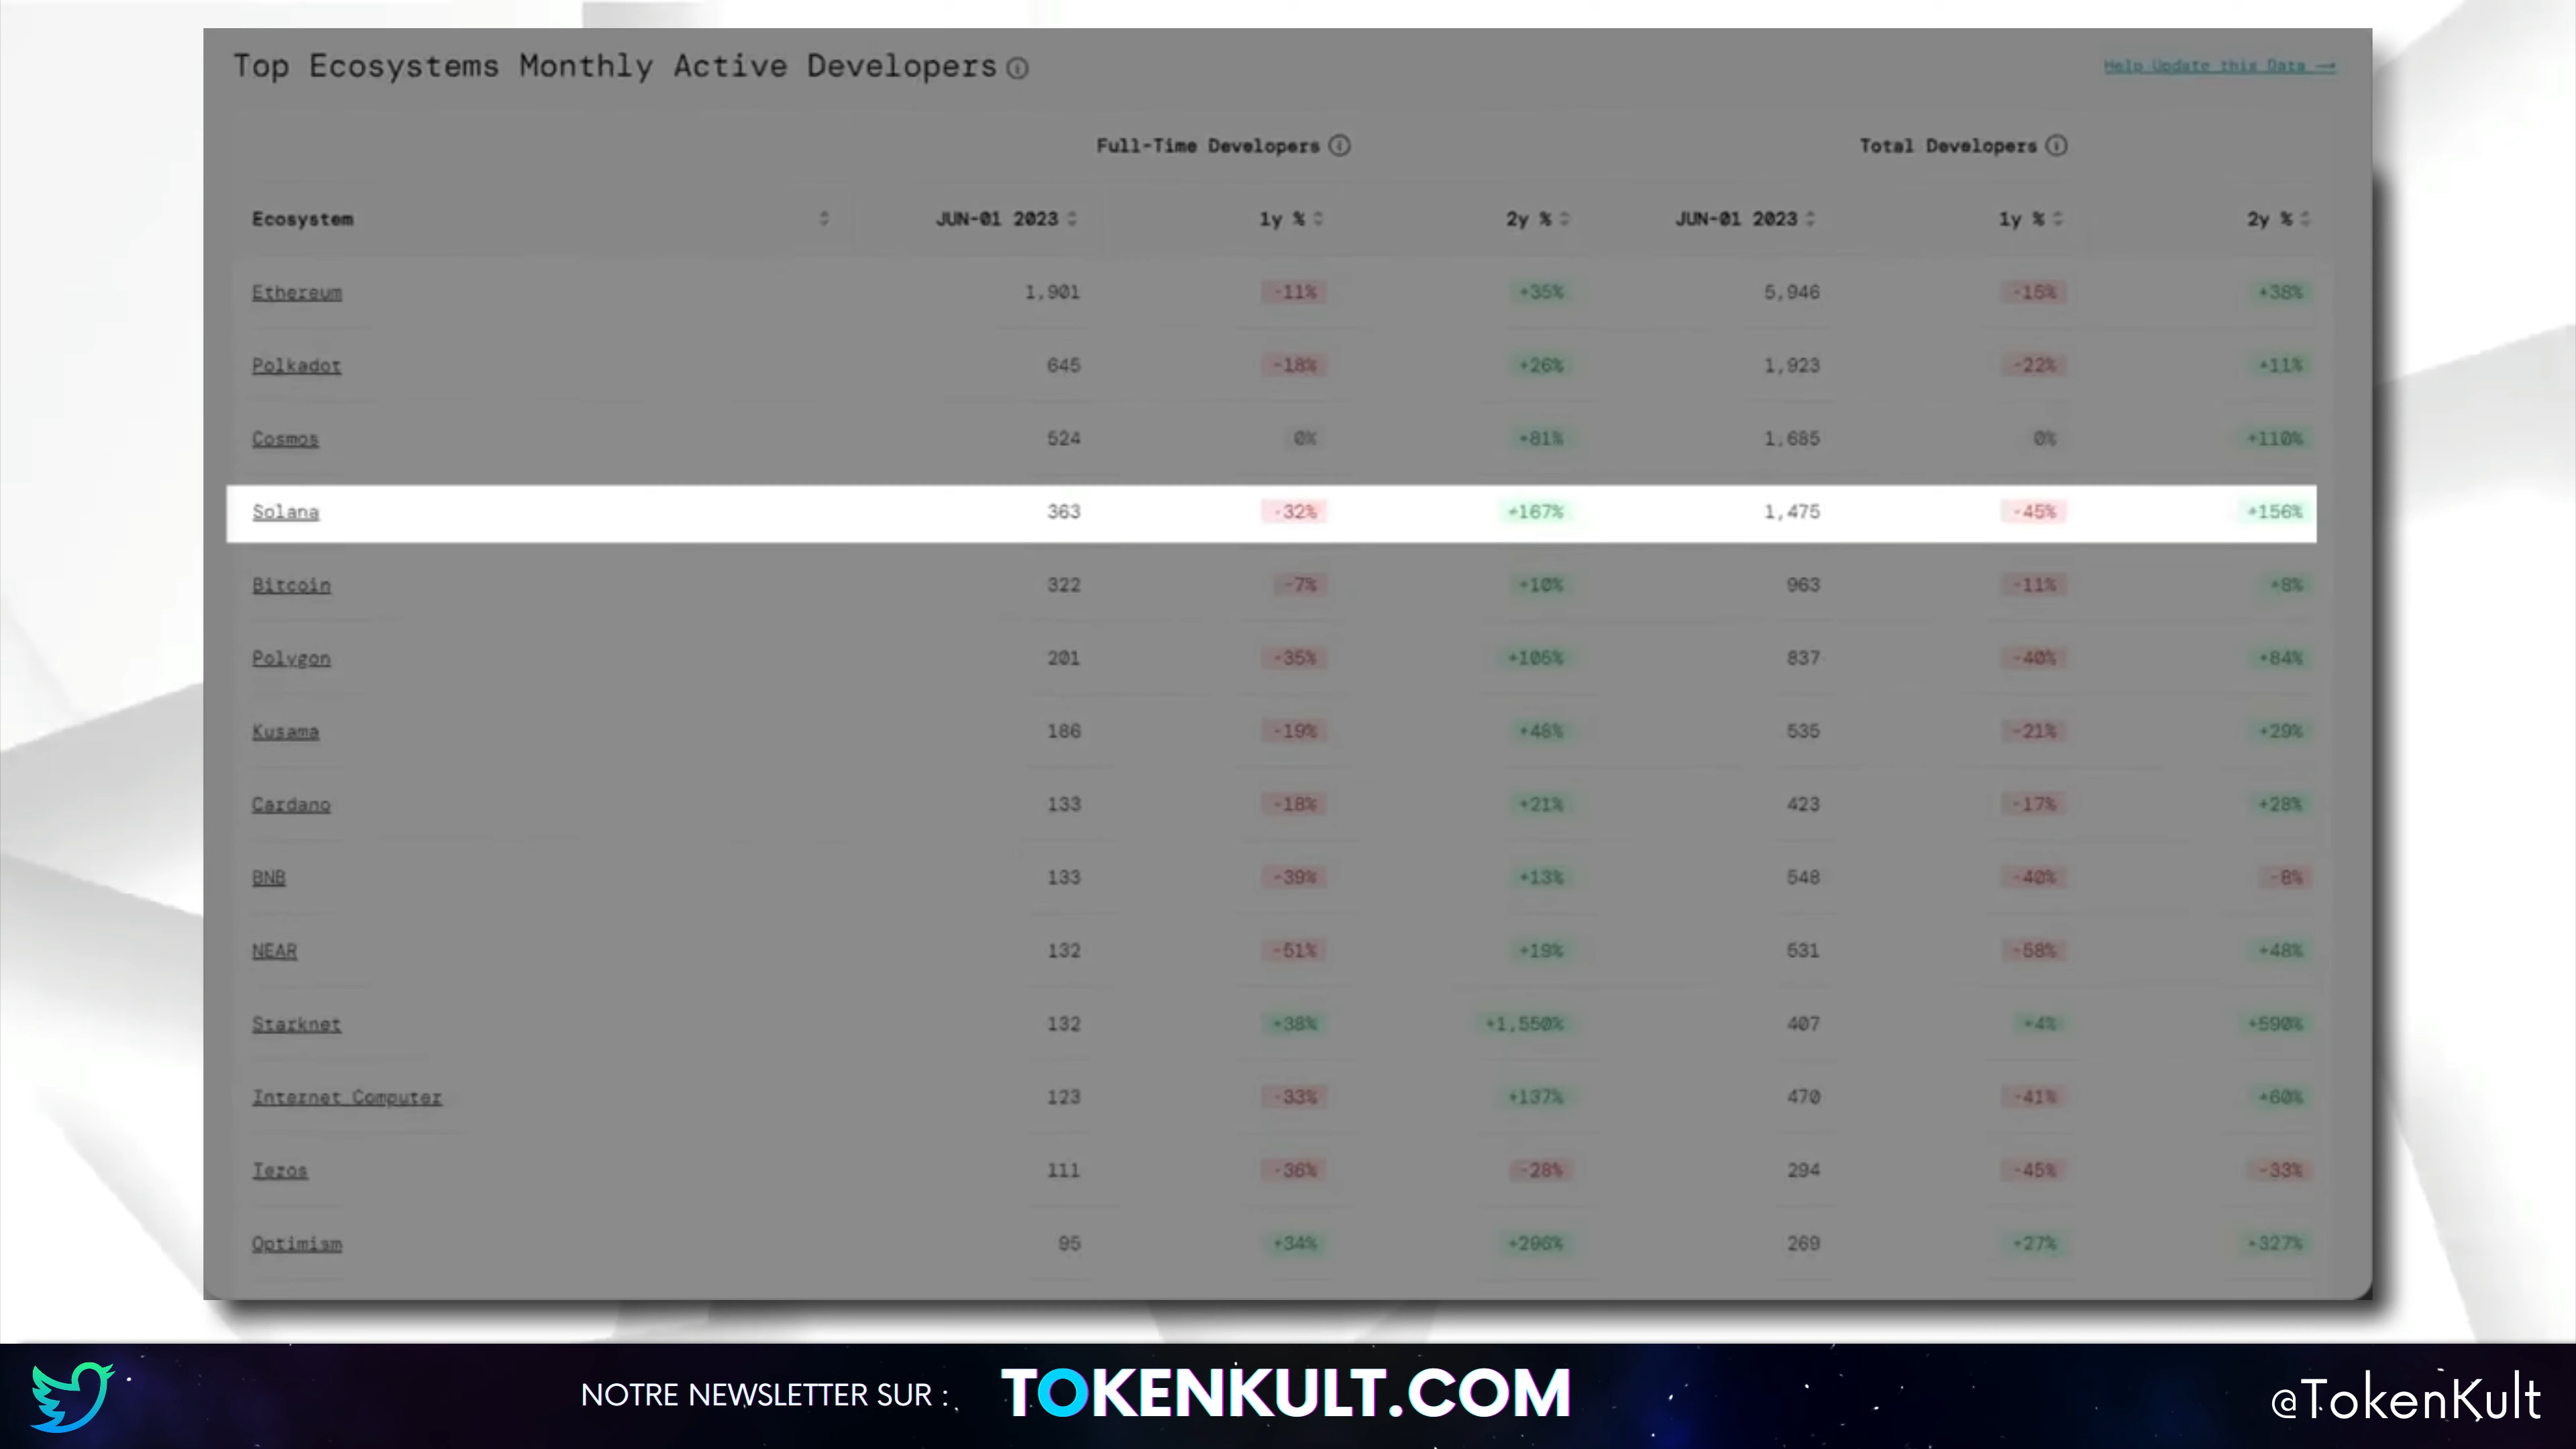 Top Ecosystems Monthly Active Developers
Help Update this Data →
Full-Time Developers Total Developers
Ecosystem JUN-01 2023 1y % 2y % JUN-01 2023 1y % 2y %
Ethereum 1,901 -11% +35% 5,946 -15% +38%
Polkadot 645 -18% +26% 1,923 -22% +11%
Cosmos 524 0% +81% 1,685 0% +110%
Solana 363 -32% +167% 1,475 -45% +156%
Bitcoin 322 -7% +10% 963 -11% +8%
Polygon 201 -35% +105% 837 -40% +84%
Kusama 186 -19% +48% 535 -21% +29%
Cardano 133 -18% +21% 423 -17% +28%
BNB 133 -39% +13% 548 -40% -8%
NEAR 132 -51% +19% 531 -58% +48%
Starknet 132 +38% +1,550% 407 +4% +590%
Internet Computer 123 -33% +137% 470 -41% +60%
Tezos 111 -36% -28% 294 -45% -33%
Optimism 95 +34% +296% 269 +27% +327%
NOTRE NEWSLETTER SUR : TOKENKULT.COM @TokenKult